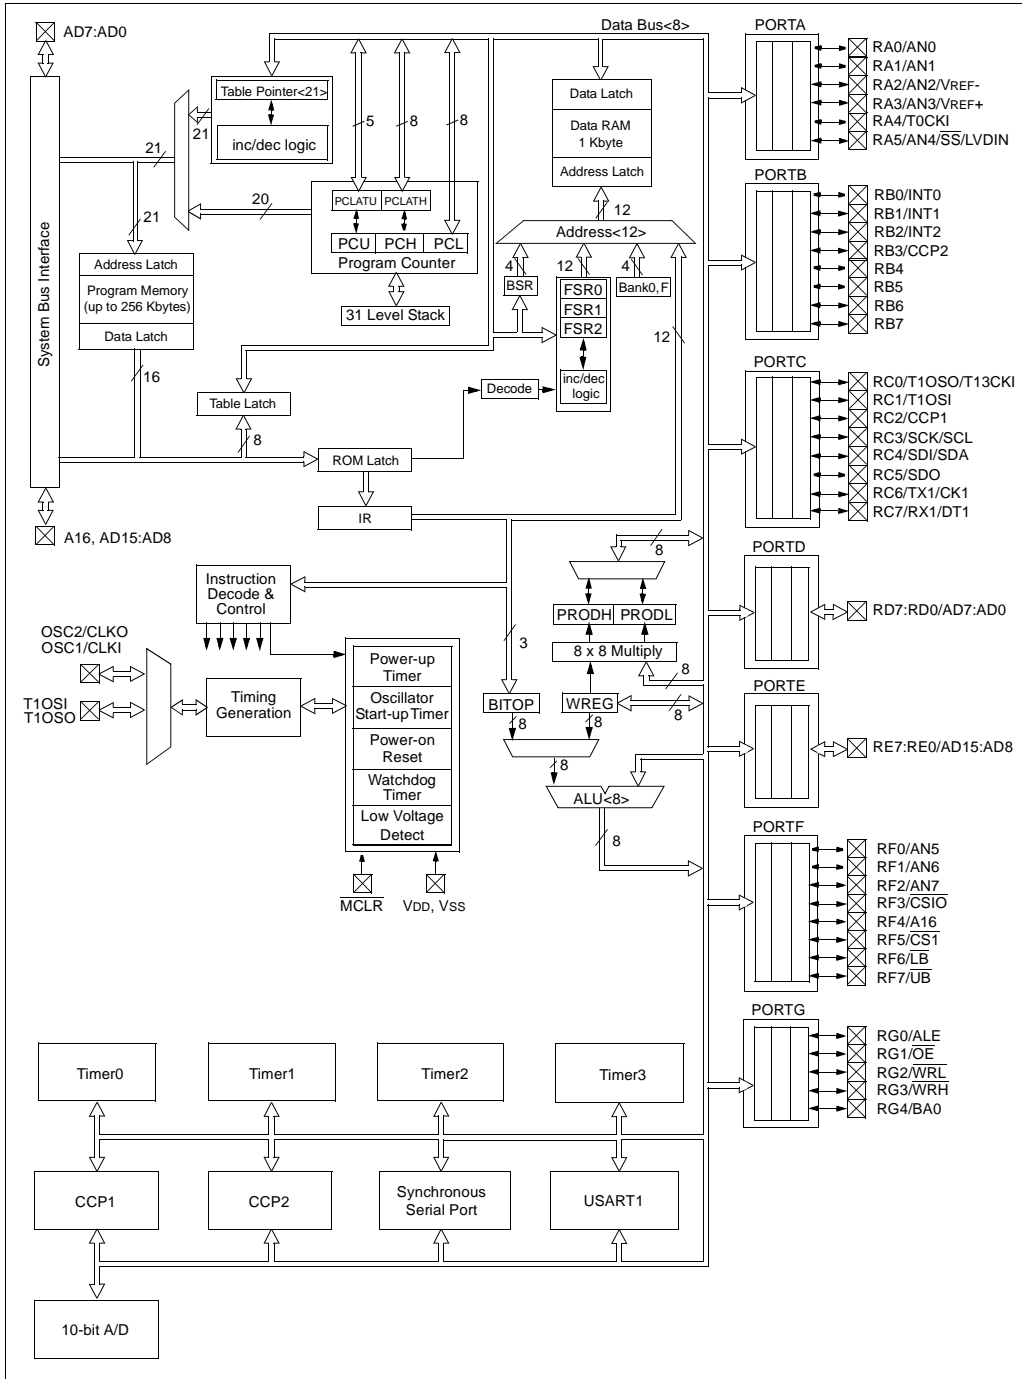 Data Bus<8>
AD7:AD0
System Bus Interface
A16, AD15:AD8
21
21
Table Pointer<21>
inc/dec logic
21
20
5
8
8
PCLATU
PCLATH
PCU
PCH
PCL
Program Counter
31 Level Stack
Address Latch
Program Memory
(up to 256 Kbytes)
Data Latch
16
Table Latch
8
ROM Latch
IR
Data Latch
Data RAM
1 Kbyte
Address Latch
12
Address<12>
4
12
4
BSR
FSR0
FSR1
FSR2
Bank0, F
inc/dec
logic
12
Decode
Instruction
Decode &
Control
OSC2/CLKO
OSC1/CLKI
T1OSI
T1OSO
Timing
Generation
Power-up
Timer
Oscillator
Start-up Timer
Power-on
Reset
Watchdog
Timer
Low Voltage
Detect
MCLR
VDD, VSS
8
PRODH
PRODL
8 x 8 Multiply
3
8
BITOP
WREG
8
8
8
8
ALU<8>
8
PORTA
RA0/AN0
RA1/AN1
RA2/AN2/VREF-
RA3/AN3/VREF+
RA4/T0CKI
RA5/AN4/SS/LVDIN
PORTB
RB0/INT0
RB1/INT1
RB2/INT2
RB3/CCP2
RB4
RB5
RB6
RB7
PORTC
RC0/T1OSO/T13CKI
RC1/T1OSI
RC2/CCP1
RC3/SCK/SCL
RC4/SDI/SDA
RC5/SDO
RC6/TX1/CK1
RC7/RX1/DT1
PORTD
RD7:RD0/AD7:AD0
PORTE
RE7:RE0/AD15:AD8
PORTF
RF0/AN5
RF1/AN6
RF2/AN7
RF3/CSIO
RF4/A16
RF5/CS1
RF6/LB
RF7/UB
PORTG
RG0/ALE
RG1/OE
RG2/WRL
RG3/WRH
RG4/BA0
Timer0
Timer1
Timer2
Timer3
CCP1
CCP2
Synchronous
Serial Port
USART1
10-bit A/D